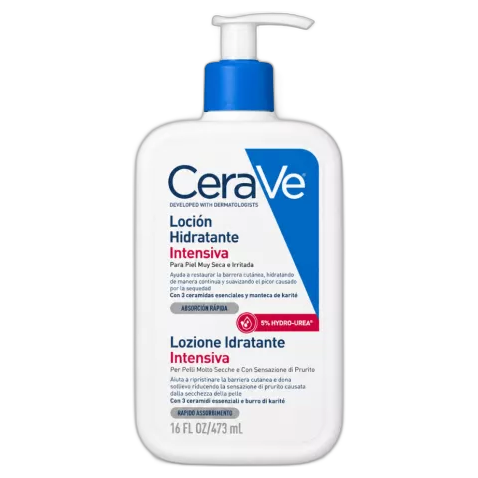 CeraVe
DEVELOPED WITH DERMATOLOGISTS
Loción
Hidratante
Intensiva
Para Piel Muy Seca e Irritada
Ayuda a restaurar la barrera cutánea, hidratando
de manera continua y suavizando el picor causado
por la sequedad
Con 3 ceramidas esenciales y manteca de karité
ABSORCIÓN RÁPIDA
5% HYDRO-UREA*
Lozione Idratante
Intensiva
Per Pelli Molto Secche e Con Sensazione di Prurito
Aiuta a ripristinare la barriera cutanea e dona
sollievo riducendo la sensazione di prurito causata
dalla secchezza della pelle
Con 3 ceramidi essenziali e burro di karité
RAPIDO ASSORBIMENTO
16 FL OZ/473 mL